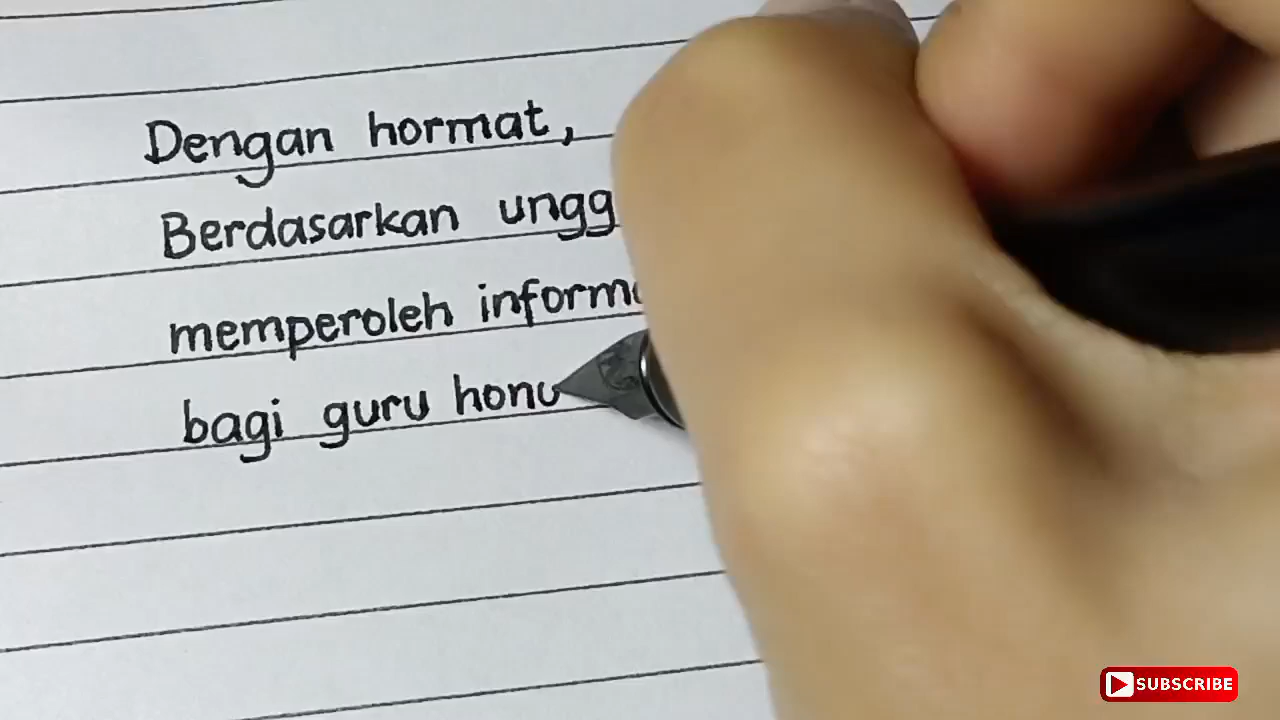 Dengan hormat,
Berdasarkan
memperoleh
bagi guru
SUBSCRIBE